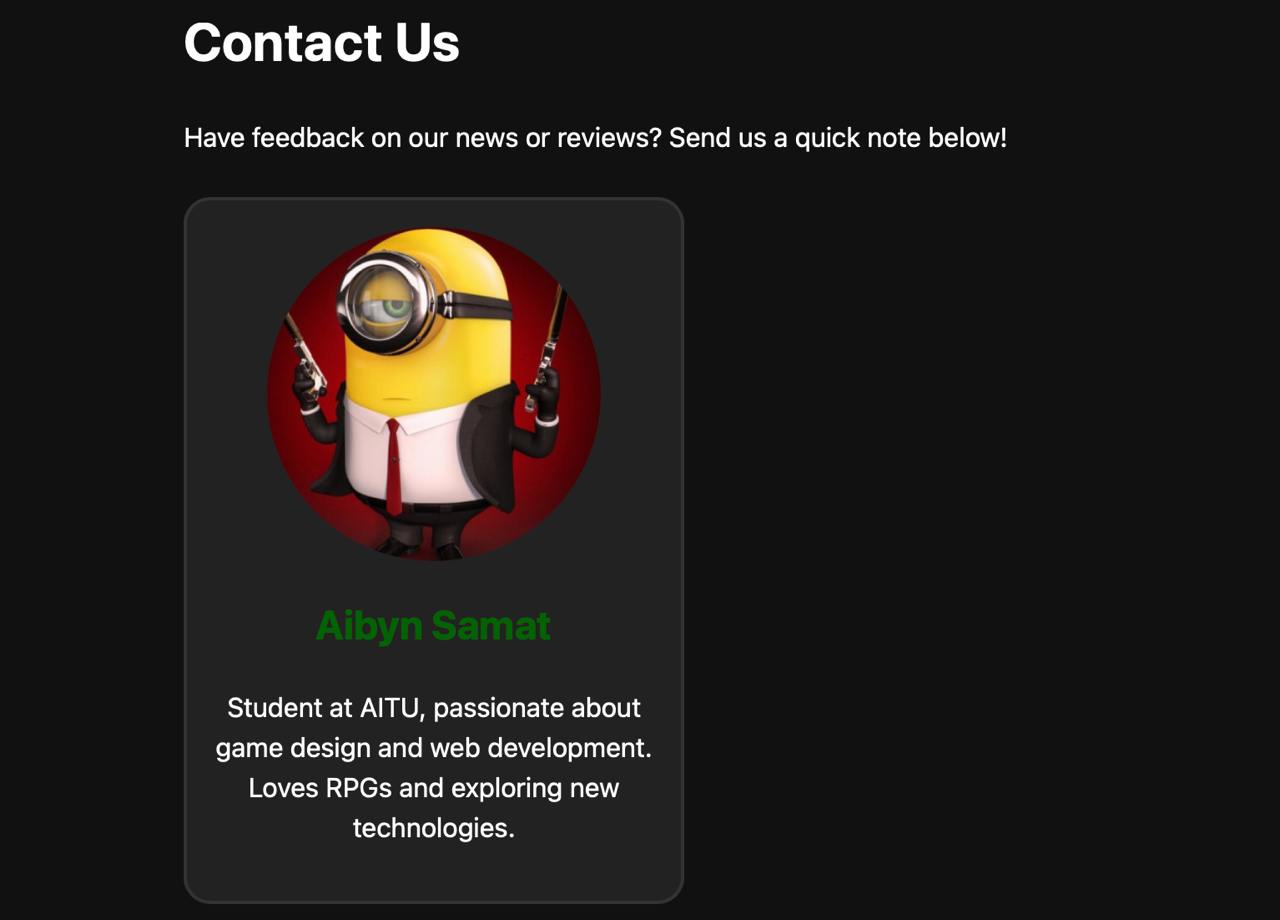 Contact Us
Have feedback on our news or reviews? Send us a quick note below!
Aibyn Samat
Student at AITU, passionate about
game design and web development.
Loves RPGs and exploring new
technologies.